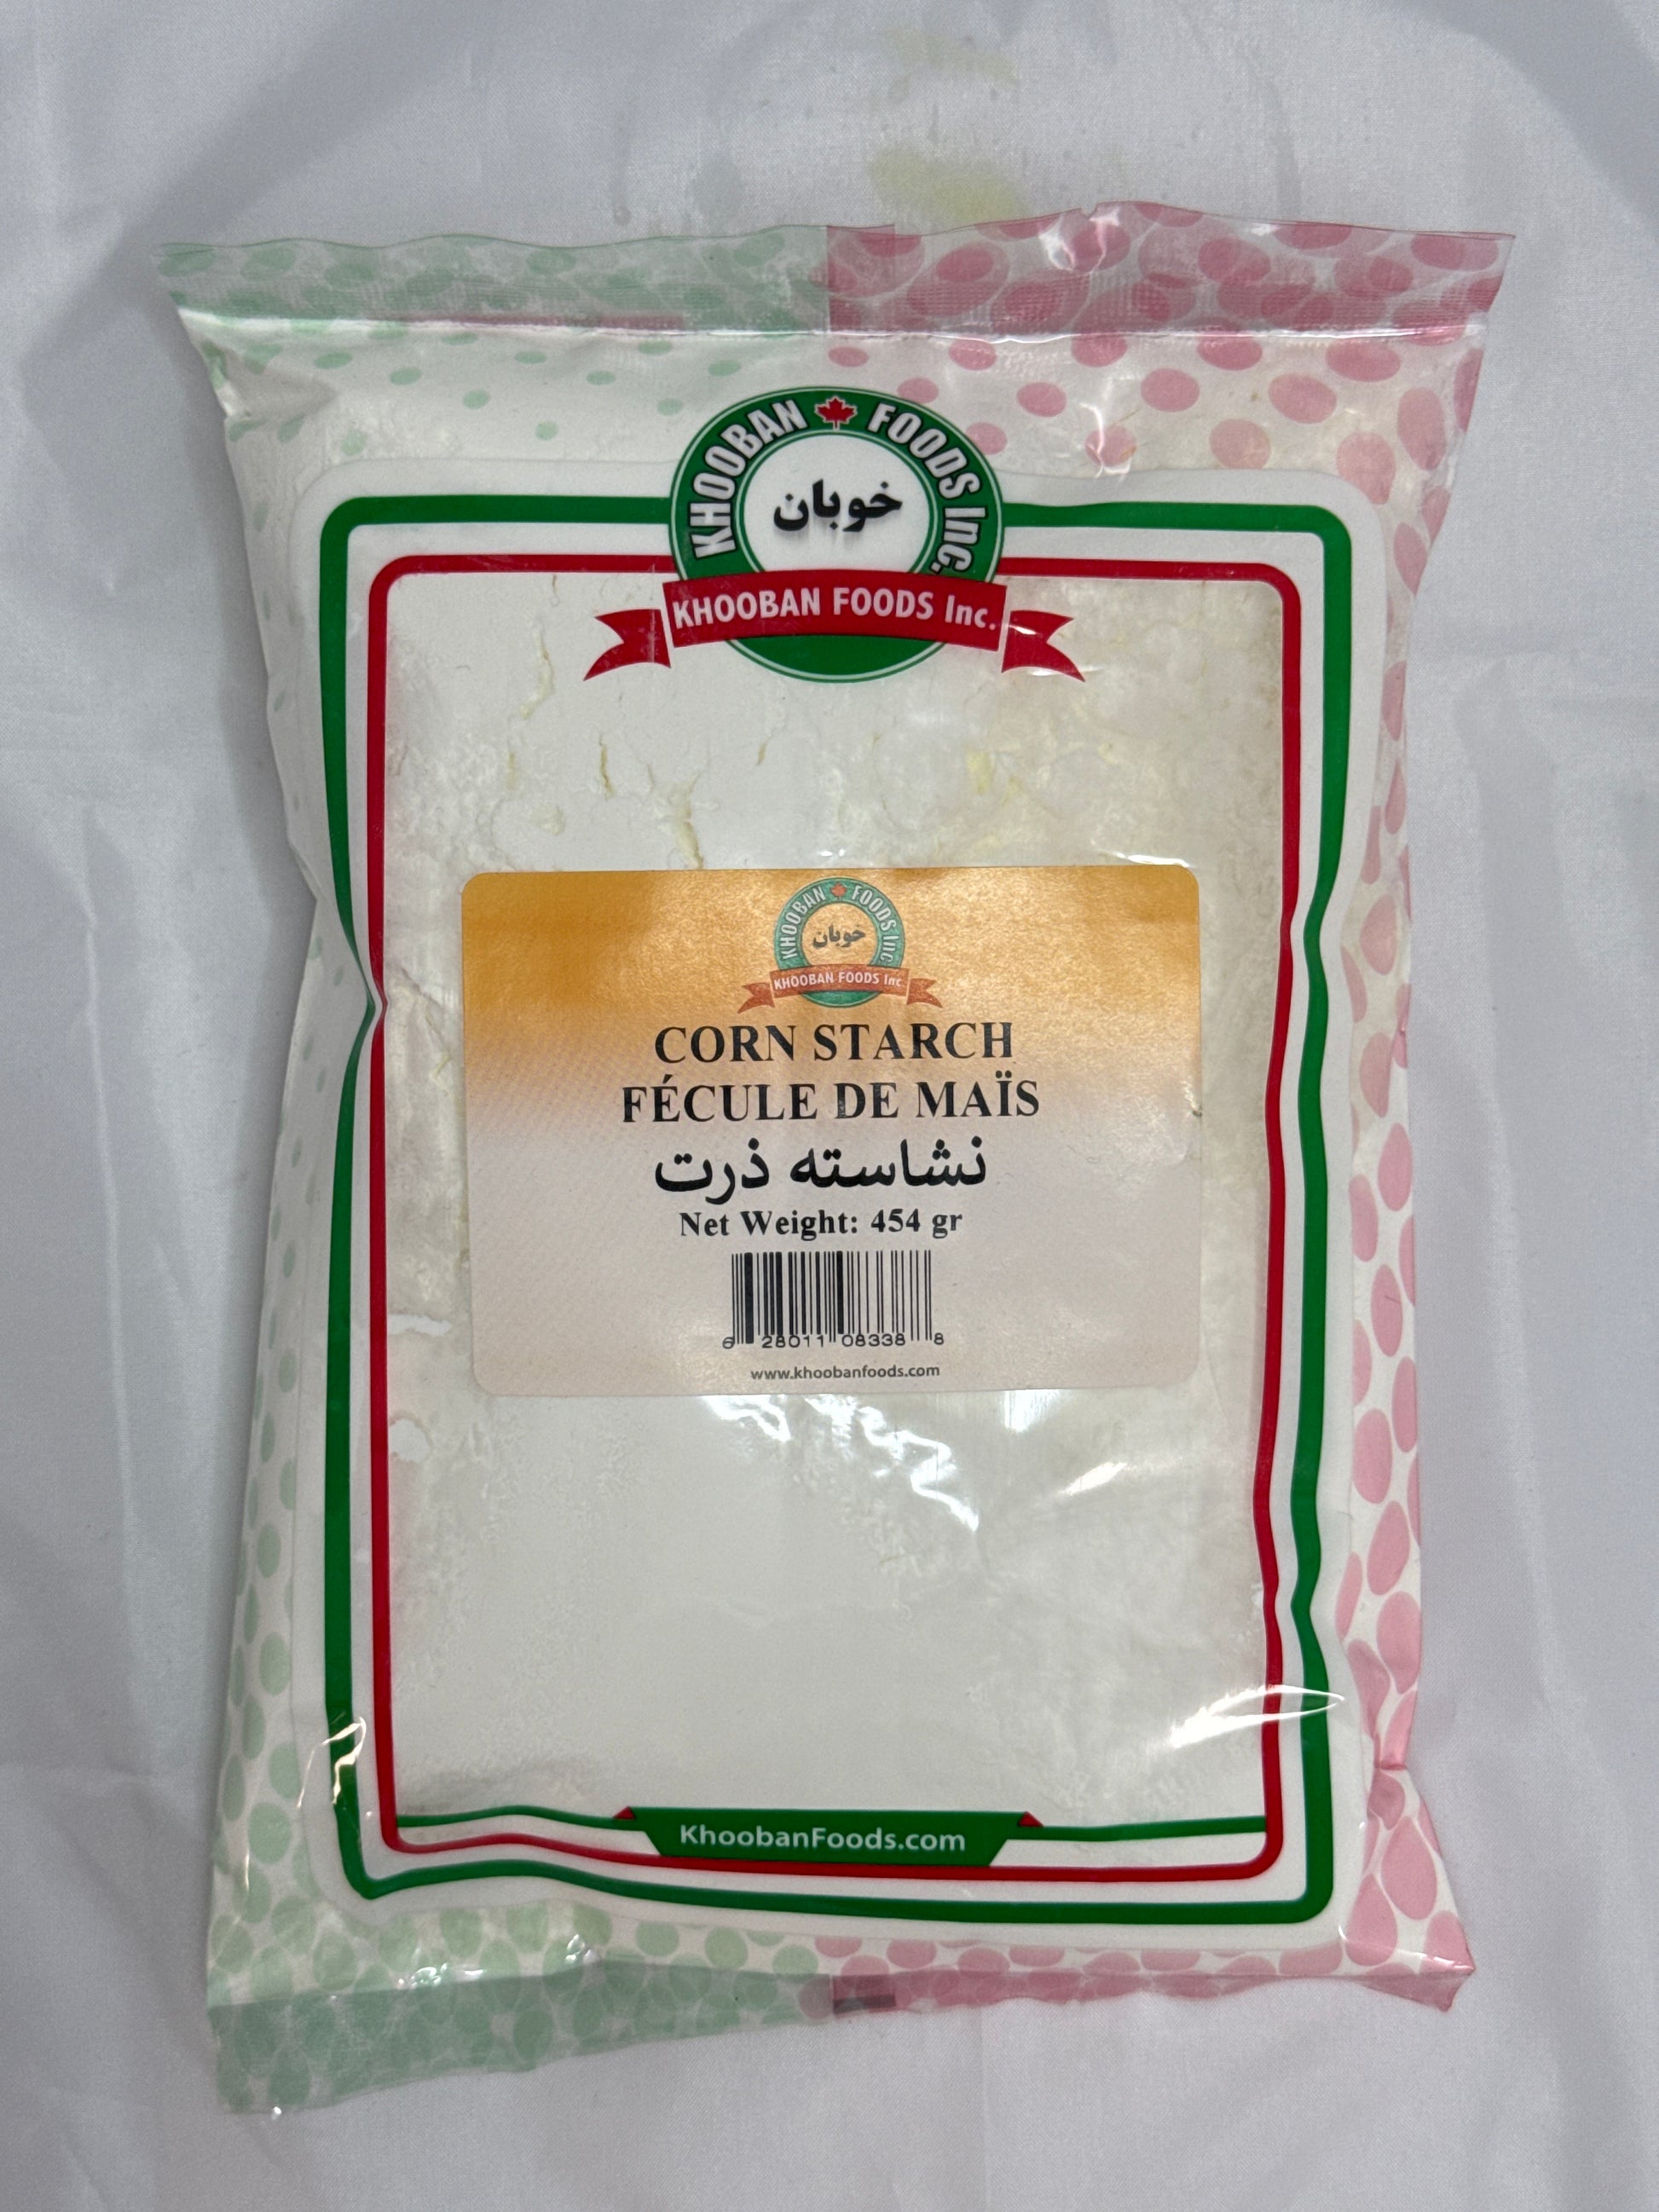 KHOOBAN FOODS Inc.
خوبان
KHOOBAN FOODS Inc.
KHOOBAN FOODS Inc.
خوبان
KHOOBAN FOODS Inc.
CORN STARCH
FÉCULE DE MAÏS
نشاسته ذرت
Net Weight: 454 gr
6 28011 08338 8
www.khoobanfoods.com
KhoobanFoods.com